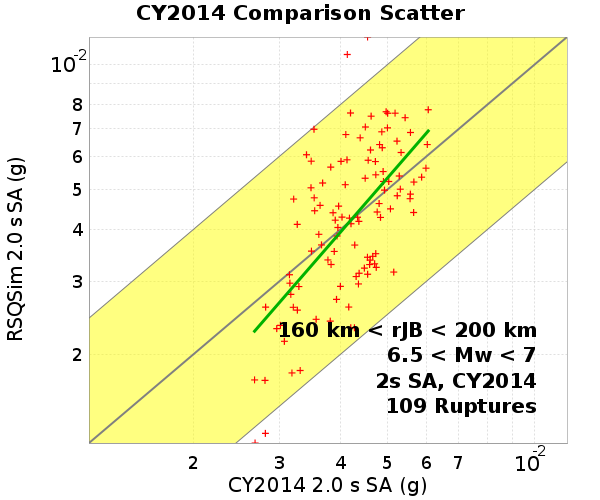 CY2014 Comparison Scatter
10-2
8
7
6
5
4
3
2
RSQSim 2.0 s SA (g)
160 km < rJB < 200 km
6.5 < Mw < 7
2s SA, CY2014
109 Ruptures
2 3 4 5 6 7 10-2
CY2014 2.0 s SA (g)